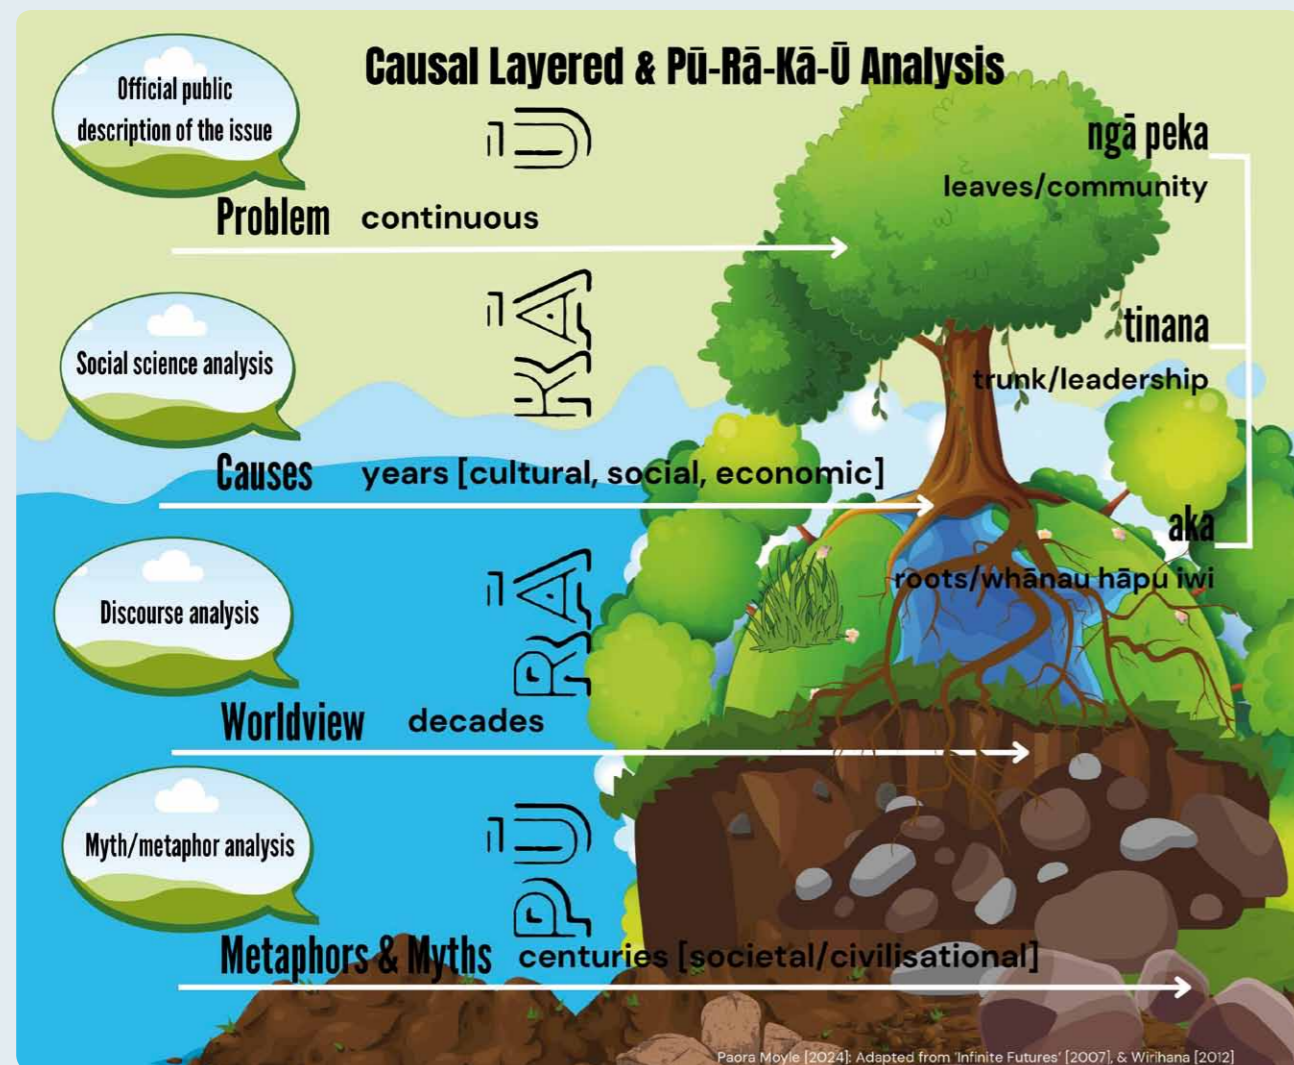 Causal Layered & Pū-Rā-Kā-Ū Analysis
Official public
description of the issue
Ū
ngā peka
leaves/community
Problem continuous
KĀ
Social science analysis
tinana
trunk/leadership
Causes years [cultural, social, economic]
aka
roots/whānau hāpu iwi
RĀ
Discourse analysis
Worldview decades
PŪ
Myth/metaphor analysis
Metaphors & Myths centuries [societal/civilisational]
Paora Moyle [2024]: Adapted from 'Infinite Futures' [2007], & Wirihana [2012]